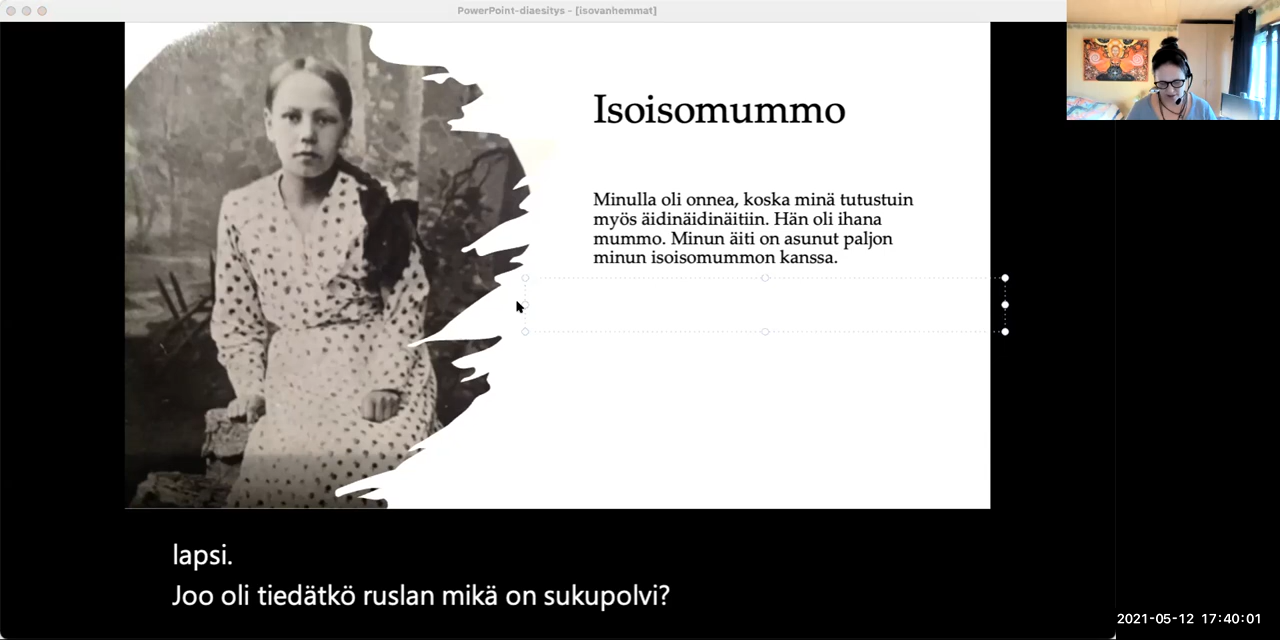 PowerPoint-diaesitys - [isovanhemmat]
Isoisomummo
Minulla oli onnea, koska minä tutustuin
myös äidinäidinäitiin. Hän oli ihana
mummo. Minun äiti on asunut paljon
minun isoisomummon kanssa.
lapsi.
Joo oli tiedätkö ruslan mikä on sukupolvi?
2021-05-12 17:40:01